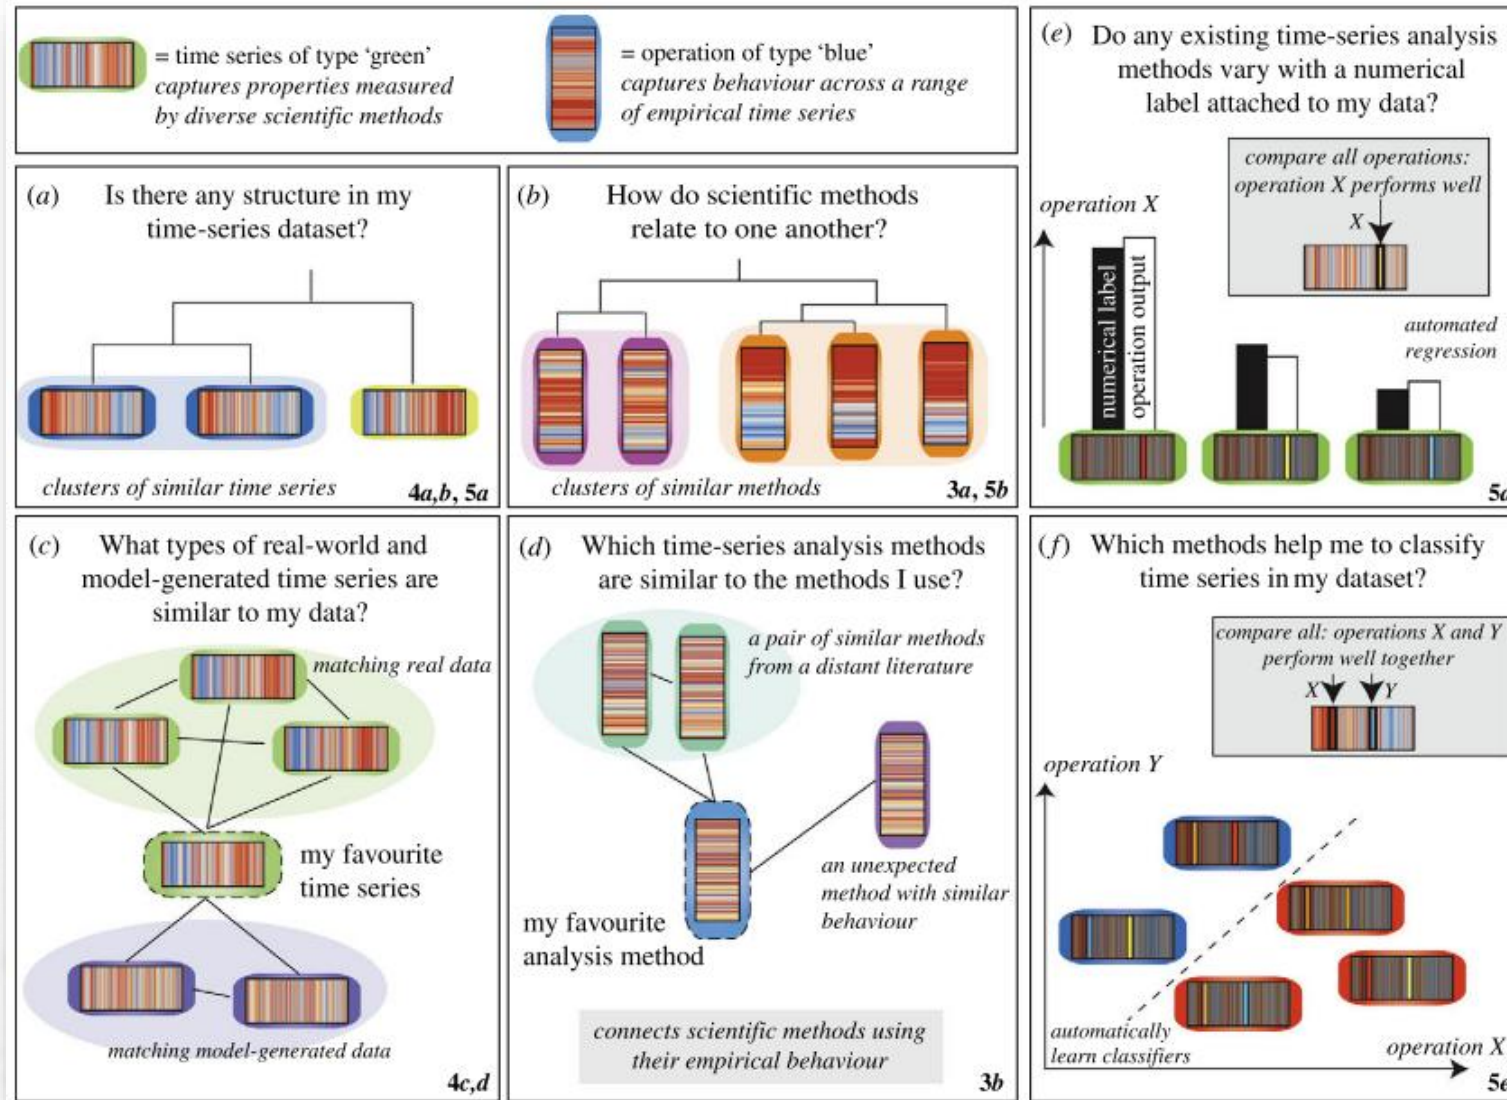 = time series of type ‘green’
captures properties measured
by diverse scientific methods
= operation of type ‘blue’
captures behaviour across a range
of empirical time series
(a) Is there any structure in my
time-series dataset?
clusters of similar time series
4a,b, 5a
(b) How do scientific methods
relate to one another?
clusters of similar methods
3a, 5b
(c) What types of real-world and
model-generated time series are
similar to my data?
matching real data
my favourite
time series
matching model-generated data
4c,d
(d) Which time-series analysis methods
are similar to the methods I use?
a pair of similar methods
from a distant literature
an unexpected
method with similar
behaviour
my favourite
analysis method
connects scientific methods using
their empirical behaviour
3b
(e) Do any existing time-series analysis
methods vary with a numerical
label attached to my data?
compare all operations:
operation X performs well
X
operation X
numerical label
operation output
automated
regression
(f) Which methods help me to classify
time series in my dataset?
compare all: operations X and Y
perform well together
X Y
operation Y
automatically
learn classifiers
operation X